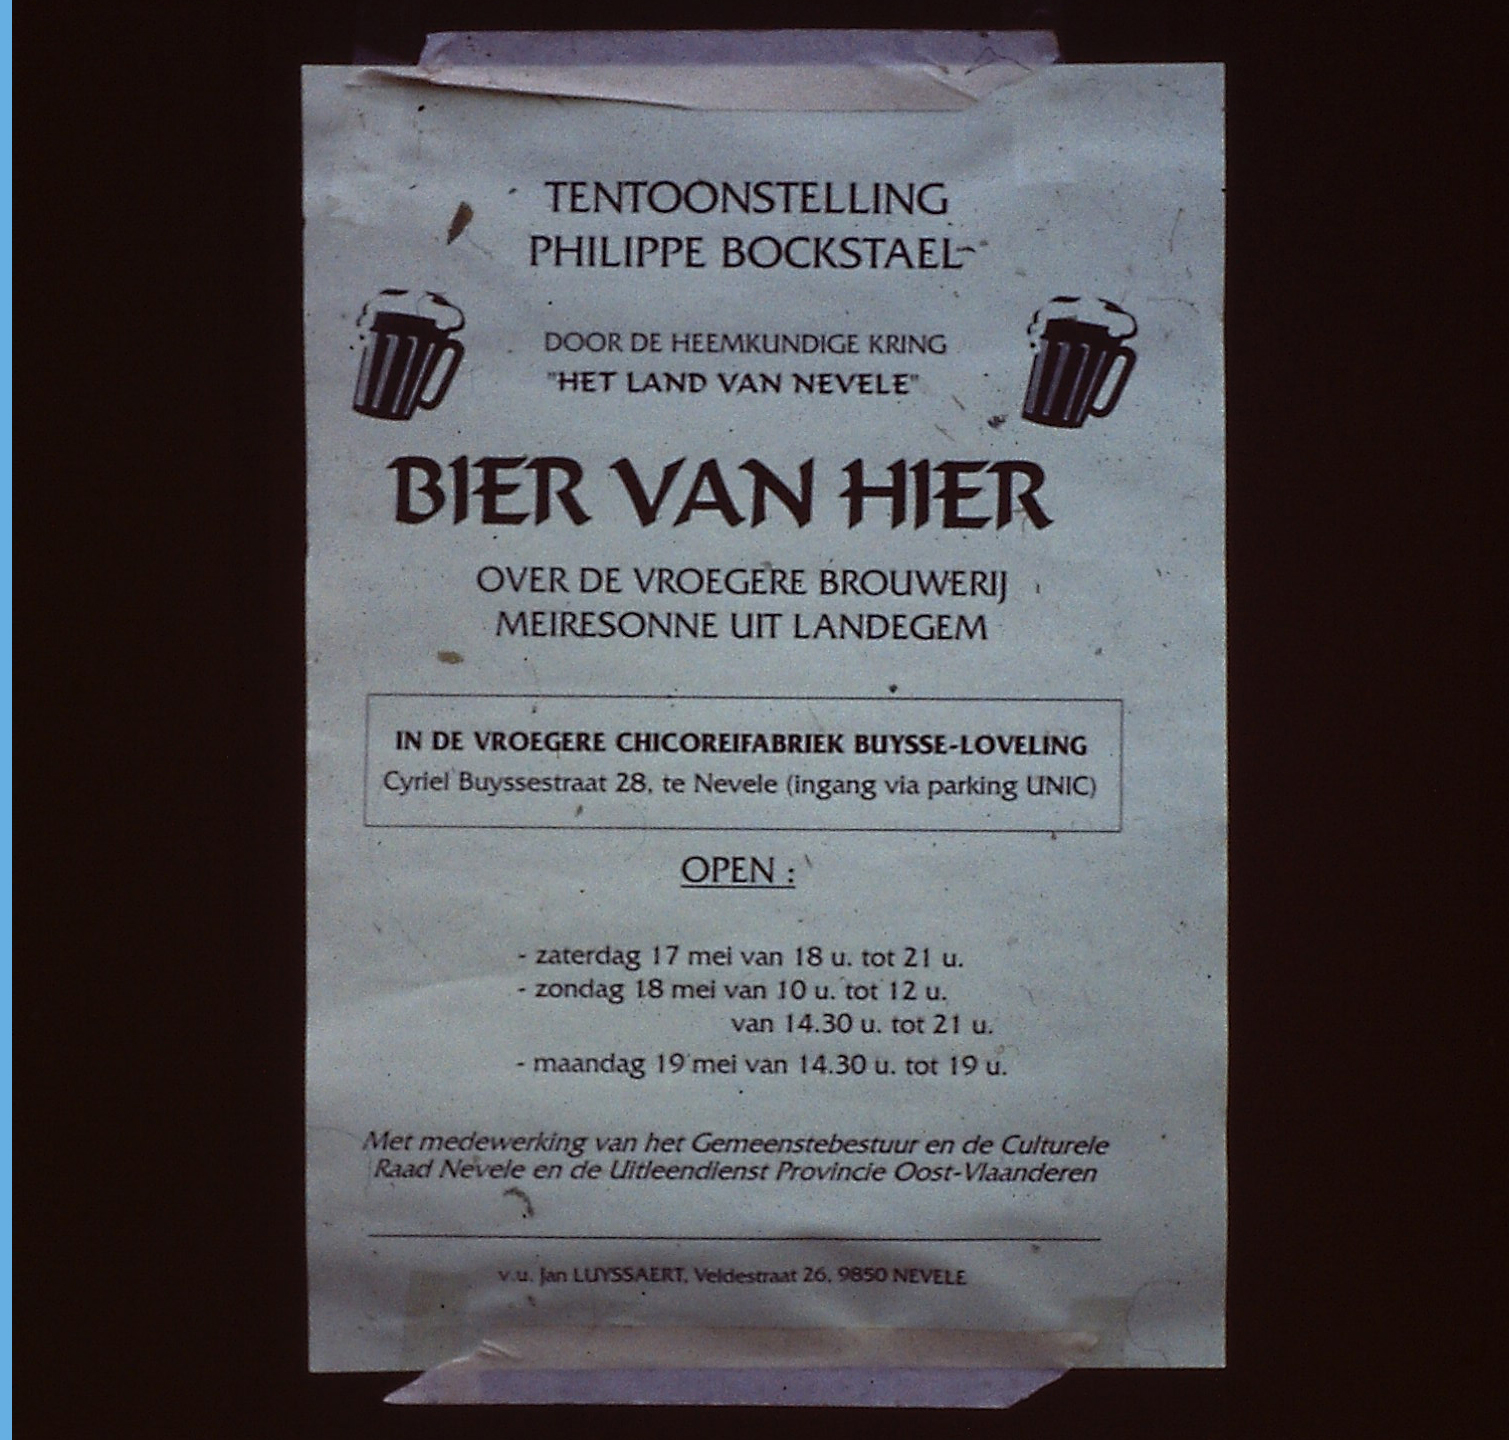 TENTOONSTELLING
PHILIPPE BOCKSTAEL
DOOR DE HEEMKUNDIGE KRING
"HET LAND VAN NEVELE"
BIER VAN HIER
OVER DE VROEGERE BROUWERIJ
MEIRESONNE UIT LANDEGEM
IN DE VROEGERE CHICOREIFABRIEK BUYSSE-LOVELING
Cyriel Buyssestraat 28, te Nevele (ingang via parking UNIC)
OPEN :
- zaterdag 17 mei van 18 u. tot 21 u.
- zondag 18 mei van 10 u. tot 12 u.
van 14.30 u. tot 21 u.
- maandag 19 mei van 14.30 u. tot 19 u.
Met medewerking van het Gemeenstebestuur en de Culturele
Raad Nevele en de Uitleendienst Provincie Oost-Vlaanderen
v.u. Jan LUYSSAERT, Veldestraat 26, 9850 NEVELE